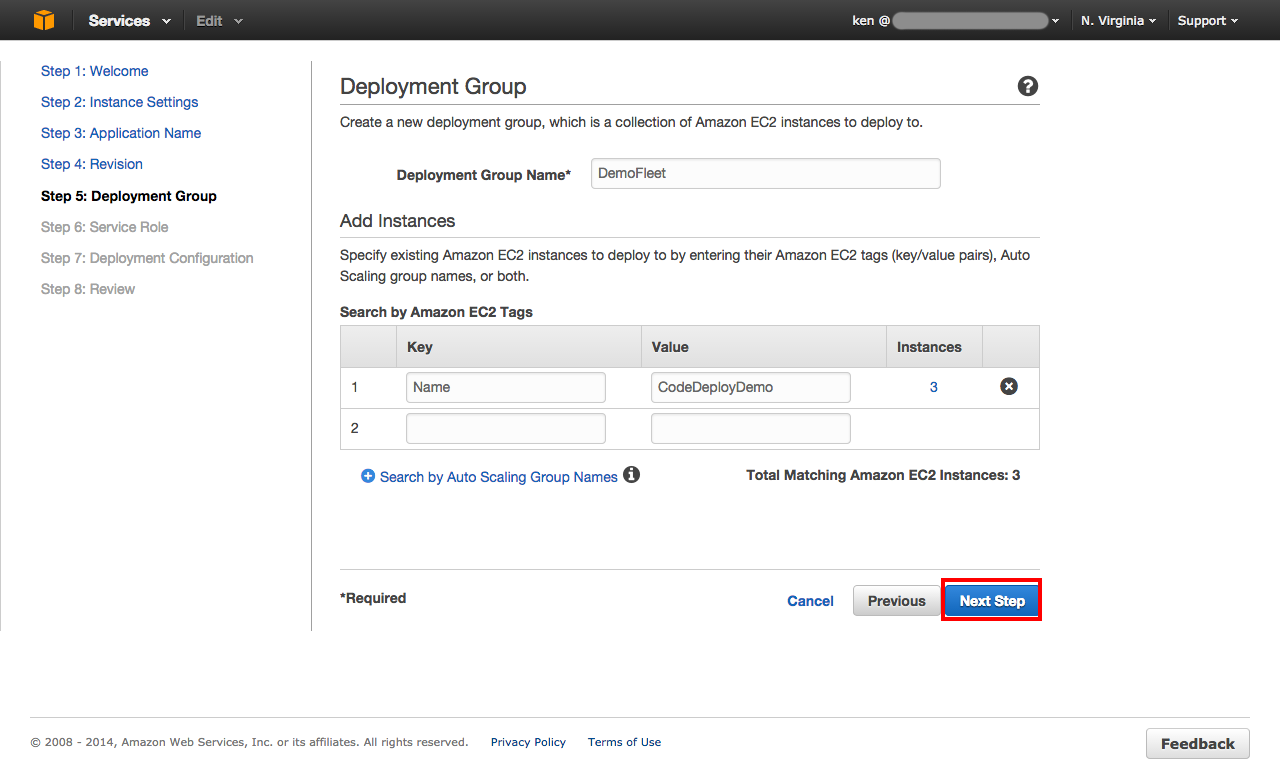 Services Edit ken @ N. Virginia Support
Step 1: Welcome
Step 2: Instance Settings
Step 3: Application Name
Step 4: Revision
Step 5: Deployment Group
Step 6: Service Role
Step 7: Deployment Configuration
Step 8: Review
Deployment Group
Create a new deployment group, which is a collection of Amazon EC2 instances to deploy to.
Deployment Group Name* DemoFleet
Add Instances
Specify existing Amazon EC2 instances to deploy to by entering their Amazon EC2 tags (key/value pairs), Auto
Scaling group names, or both.
Search by Amazon EC2 Tags
Key Value Instances
1 Name CodeDeployDemo 3
2
Search by Auto Scaling Group Names Total Matching Amazon EC2 Instances: 3
*Required Cancel Previous Next Step
© 2008 - 2014, Amazon Web Services, Inc. or its affiliates. All rights reserved. Privacy Policy Terms of Use Feedback